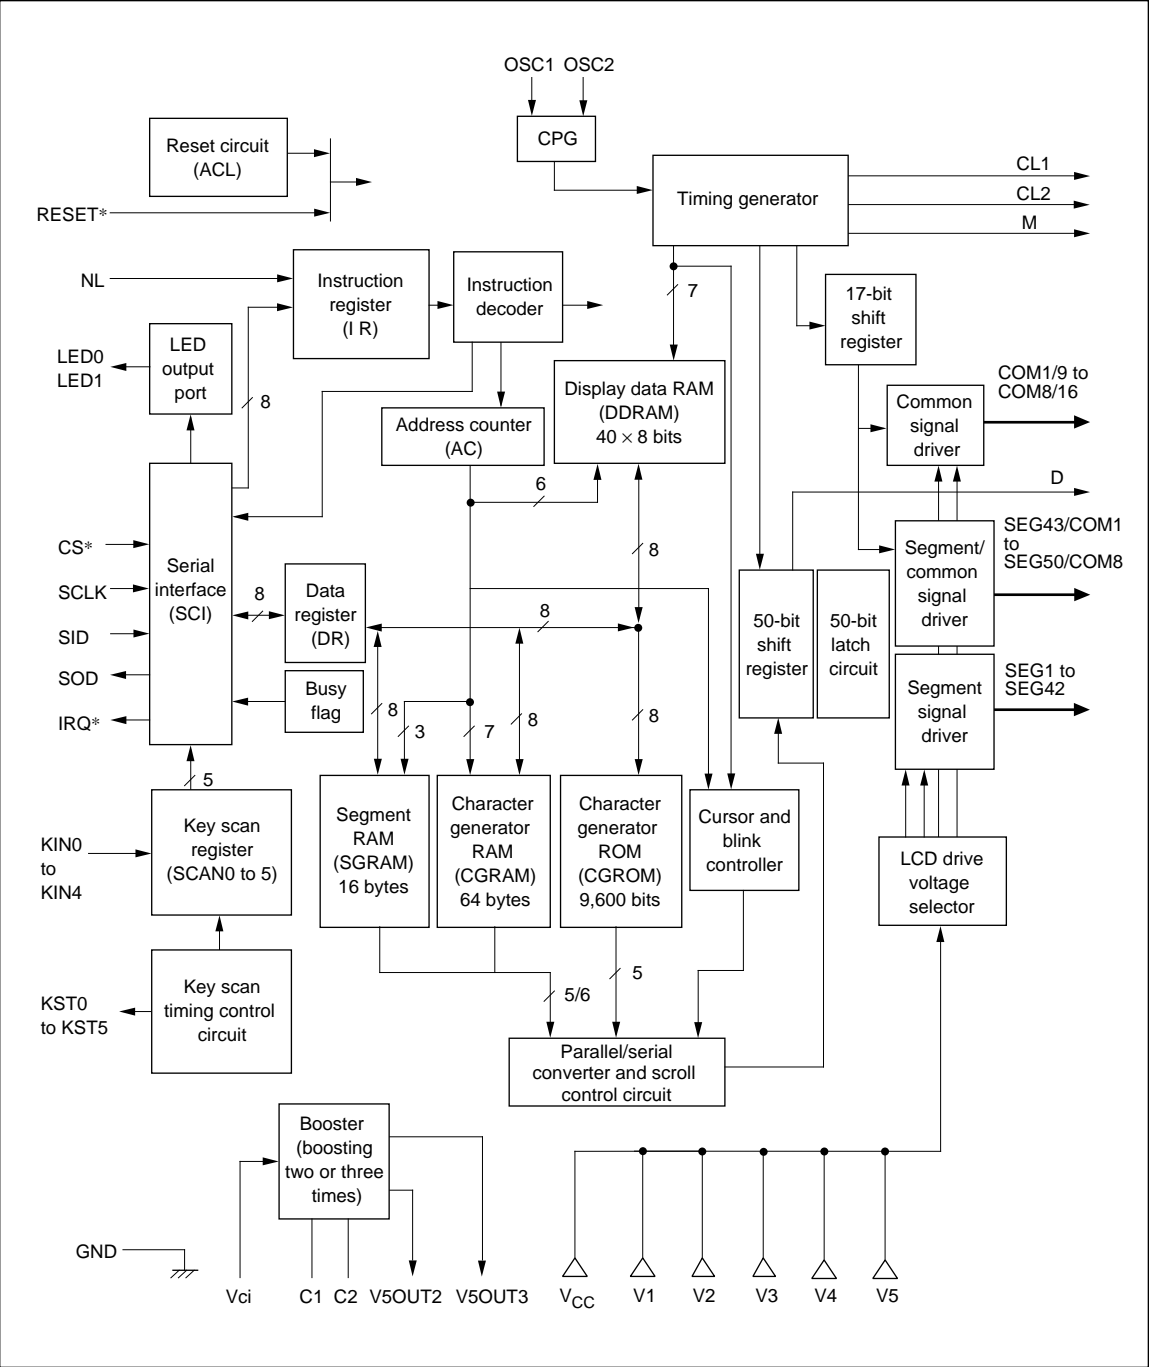 OSC1 OSC2
CPG
Reset circuit
(ACL)
RESET*
Timing generator
CL1
CL2
M
NL
Instruction
register
(I R)
Instruction
decoder
7
17-bit
shift
register
LED0
LED1
LED
output
port
8
Address counter
(AC)
Display data RAM
(DDRAM)
40 × 8 bits
COM1/9 to
COM8/16
Common
signal
driver
6
D
CS*
SCLK
SID
SOD
IRQ*
Serial
interface
(SCI)
8
Data
register
(DR)
8
8
Busy
flag
50-bit
shift
register
50-bit
latch
circuit
Segment/
common
signal
driver
SEG43/COM1
to
SEG50/COM8
Segment
signal
driver
SEG1 to
SEG42
8
3
7
8
8
5
KIN0
to
KIN4
Key scan
register
(SCAN0 to 5)
Segment
RAM
(SGRAM)
16 bytes
Character
generator
RAM
(CGRAM)
64 bytes
Character
generator
ROM
(CGROM)
9,600 bits
Cursor and
blink
controller
LCD drive
voltage
selector
KST0
to KST5
Key scan
timing control
circuit
5/6
5
Parallel/serial
converter and scroll
control circuit
Booster
(boosting
two or three
times)
GND
Vci
C1
C2
V5OUT2
V5OUT3
VCC
V1
V2
V3
V4
V5